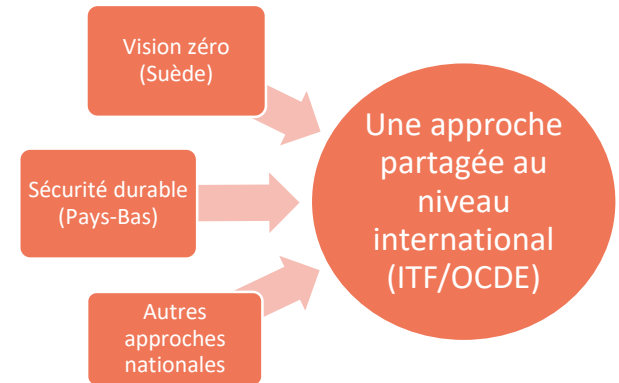 Vision zéro
(Suède)
Sécurité durable
(Pays-Bas)
Autres
approches
nationales
Une approche
partagée au
niveau
international
(ITF/OCDE)